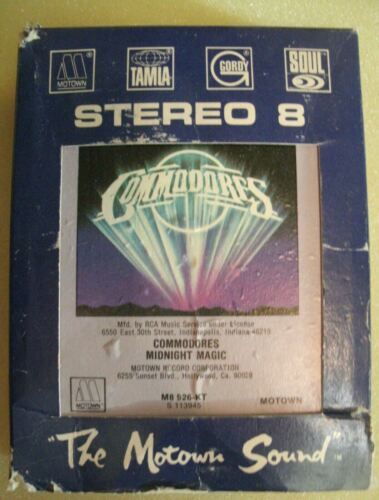 MOTOWN
TAMLA
GORDY
SOUL
STEREO 8
COMMODORES
Mfd. by RCA Music Service under License
6550 East 30th Street, Indianapolis, Indiana 46219
COMMODORES
MIDNIGHT MAGIC
MOTOWN RECORD CORPORATION
6255 Sunset Blvd., Hollywood, Ca. 90028
M8 926-KT
S 113945
MOTOWN
MOTOWN
"The Motown Sound"™